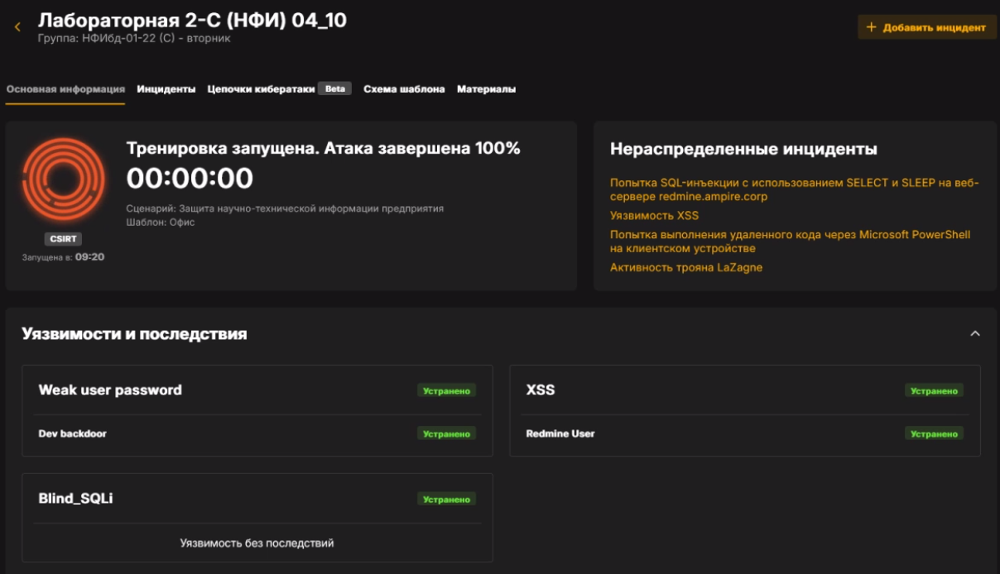 Лабораторная 2-С (НФИ) 04_10
Группа: НФИбд-01-22 (С) - вторник
+ Добавить инцидент
Основная информация Инциденты Цепочки кибератаки Beta Схема шаблона Материалы
Тренировка запущена. Атака завершена 100%
00:00:00
Сценарий: Защита научно-технической информации предприятия
Шаблон: Офис
CSIRT
Запущена в: 09:20
Нераспределенные инциденты
Попытка SQL-инъекции с использованием SELECT и SLEEP на веб-
сервере redmine.ampire.corp
Уязвимость XSS
Попытка выполнения удаленного кода через Microsoft PowerShell
на клиентском устройстве
Активность трояна LaZagne
Уязвимости и последствия
Weak user password Устранено
Dev backdoor Устранено
XSS Устранено
Redmine User Устранено
Blind_SQLi Устранено
Уязвимость без последствий